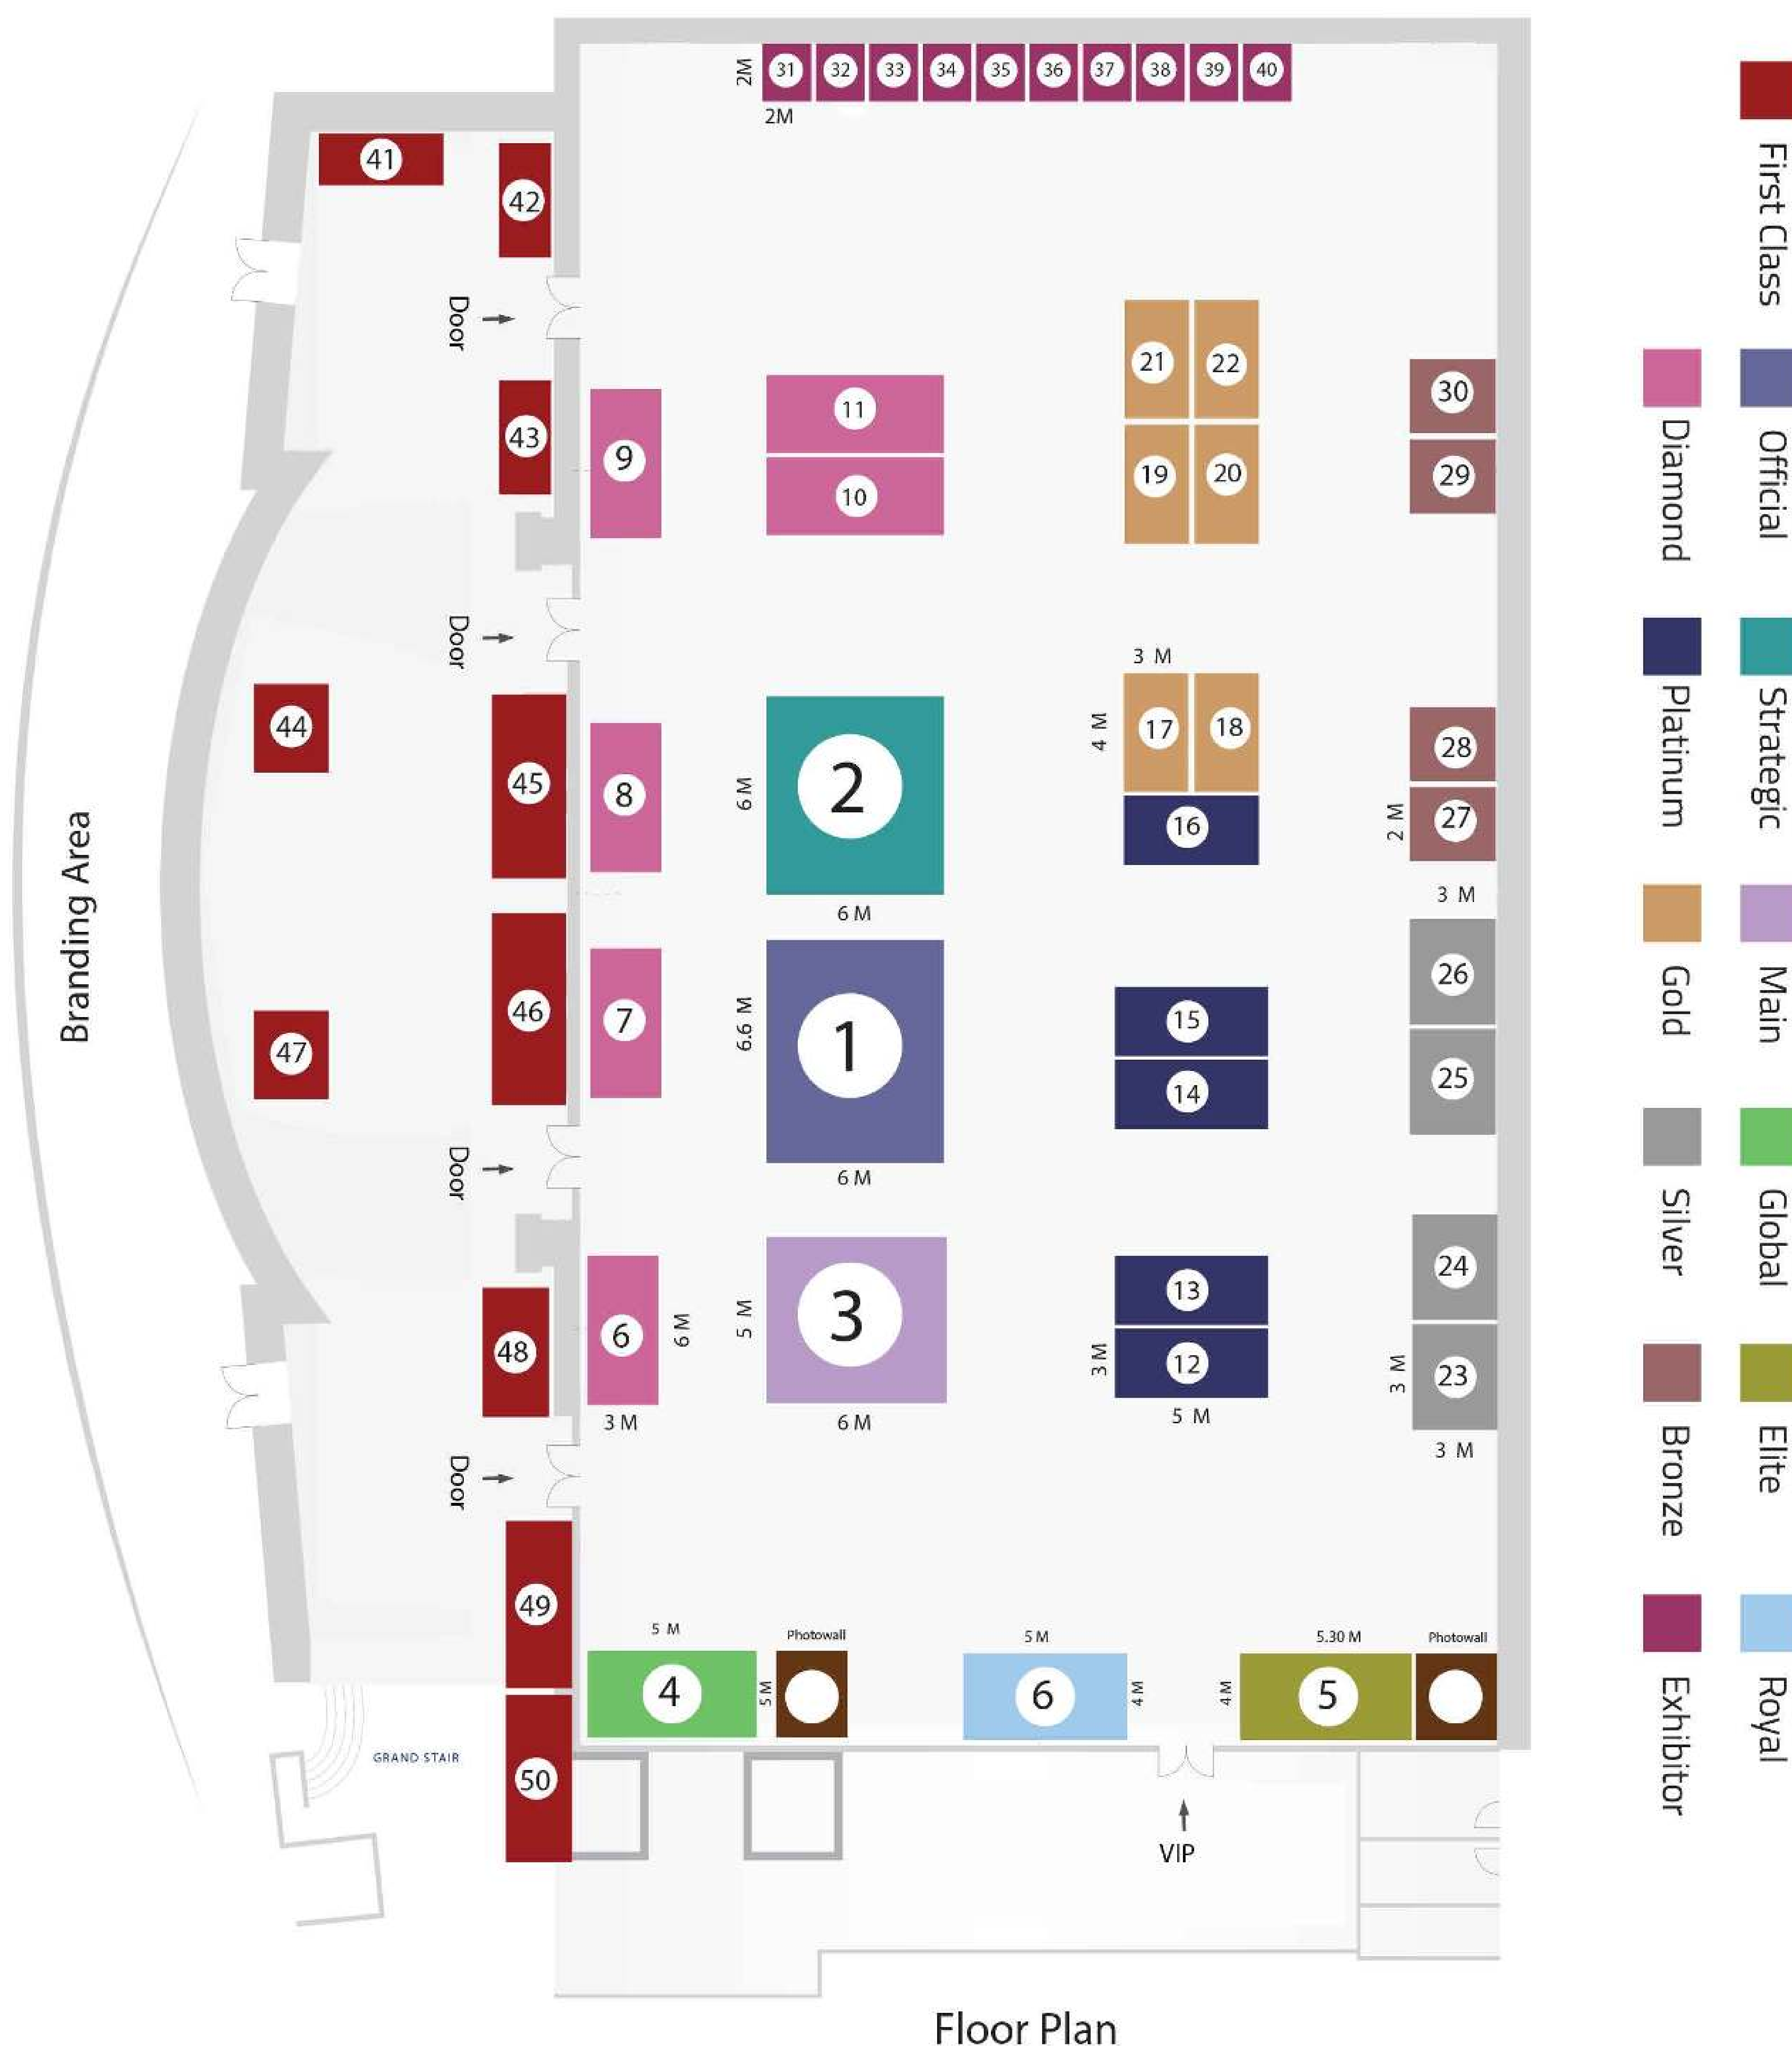 2M
31 32 33 34 35 36 37 38 39 40
2M
41
42
Door
43
9
11
10
21 22
19 20
30
29
Door
3 M
44
45
8
6 M
2
6 M
4 M
17 18
16
28
2 M
27
3 M
Branding Area
47
46
7
6.6 M
1
6 M
15
14
26
25
Door
48
6
6 M
3 M
5 M
3
6 M
13
3 M
12
5 M
24
3 M
23
3 M
Door
49
5 M
4
5 M
Photowall
5 M
6
4 M
5.30 M
4 M
5
Photowall
50
GRAND STAIR
VIP
Floor Plan
First Class
Official
Strategic
Main
Global
Elite
Royal
Diamond
Platinum
Gold
Silver
Bronze
Exhibitor